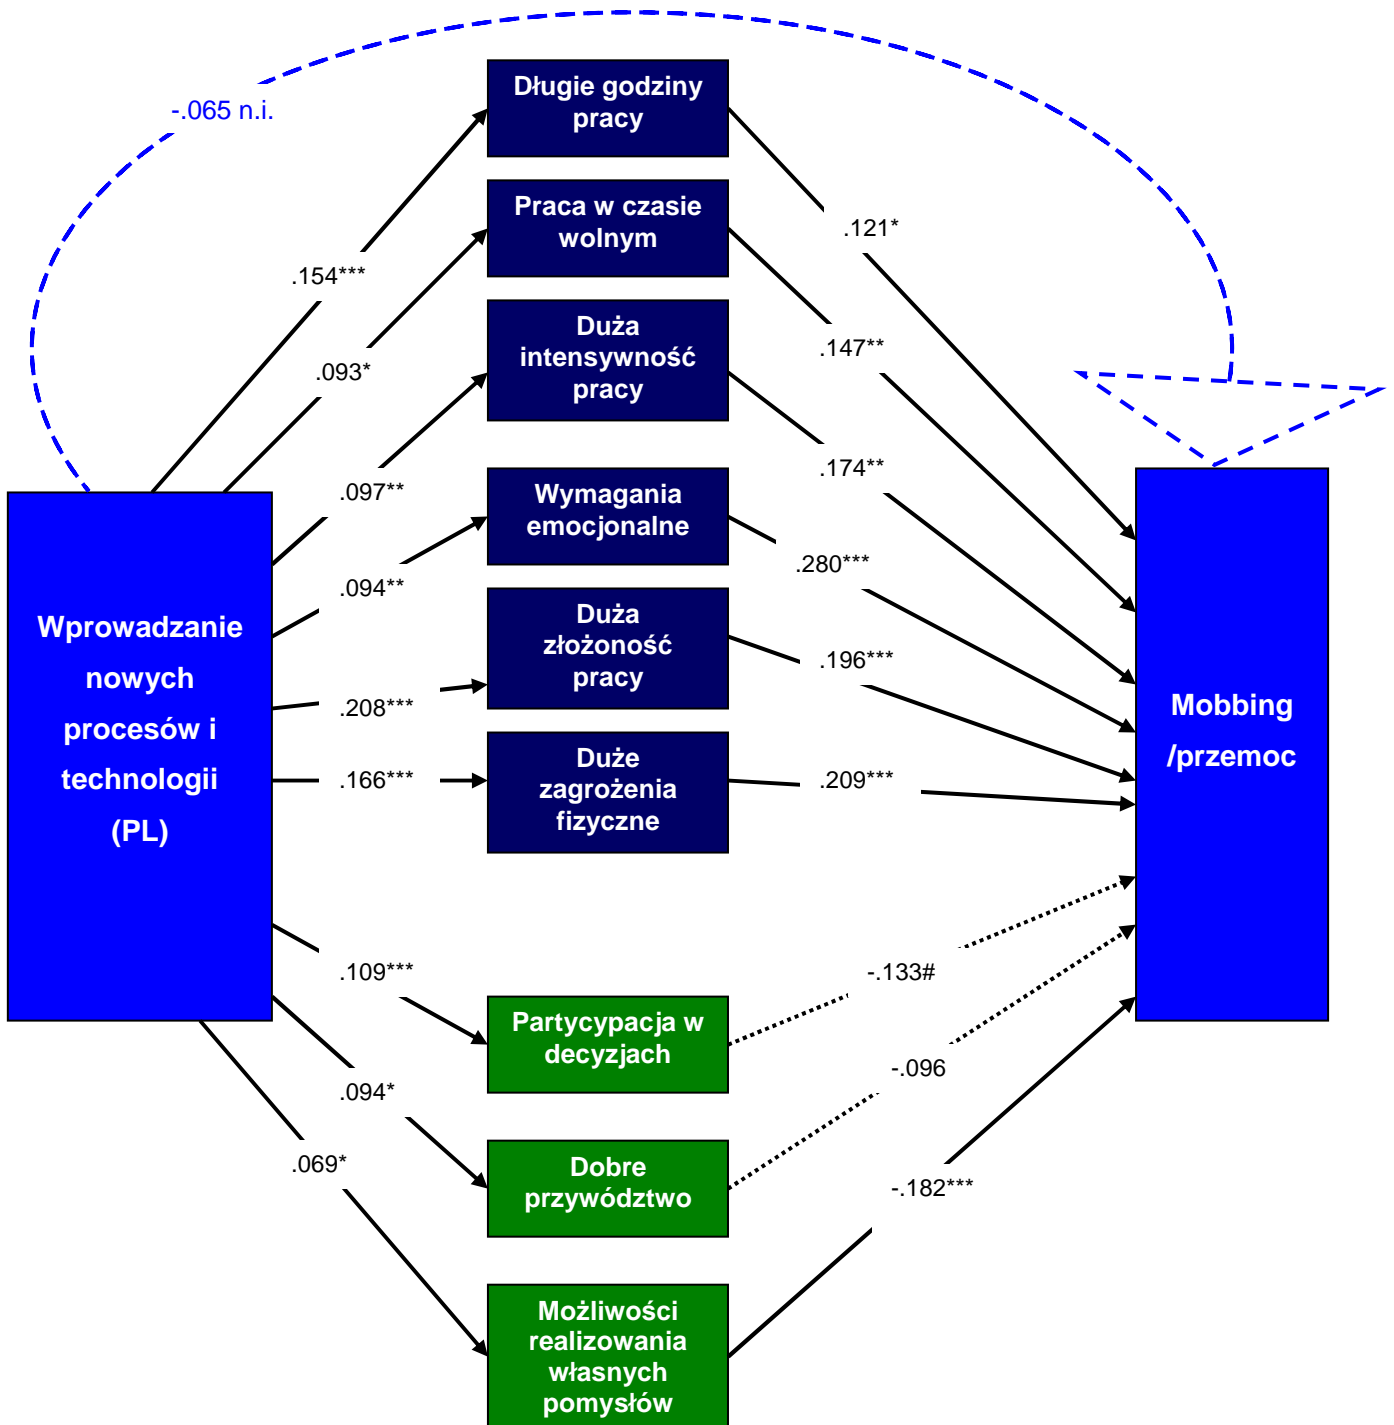 -.065 n.i.
Długie godziny
pracy
Praca w czasie
wolnym
.121*
.154***
Duża
intensywność
pracy
.147**
.093*
.174**
.097**
Wymagania
emocjonalne
.280***
.094**
Duża
złożoność
pracy
.196***
Wprowadzanie
nowych
procesów i
technologii
(PL)
.208***
Mobbing
/przemoc
Duże
zagrożenia
fizyczne
.166***
.209***
.109***
-.133#
Partycypacja w
decyzjach
-.096
.094*
Dobre
przywództwo
.069*
-.182***
Możliwości
realizowania
własnych
pomysłów